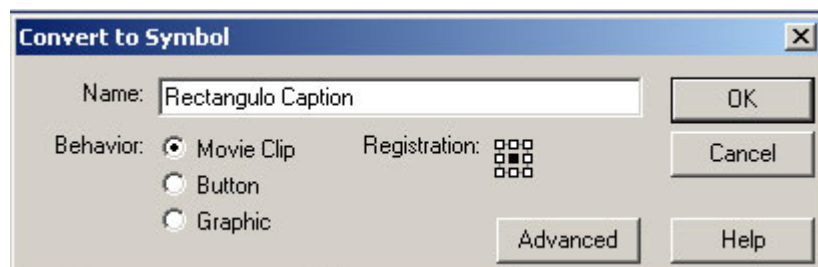 Convert to Symbol
Name: Rectangulo Caption OK
Behavior: Movie Clip Registration: Cancel
Button
Graphic
Advanced Help